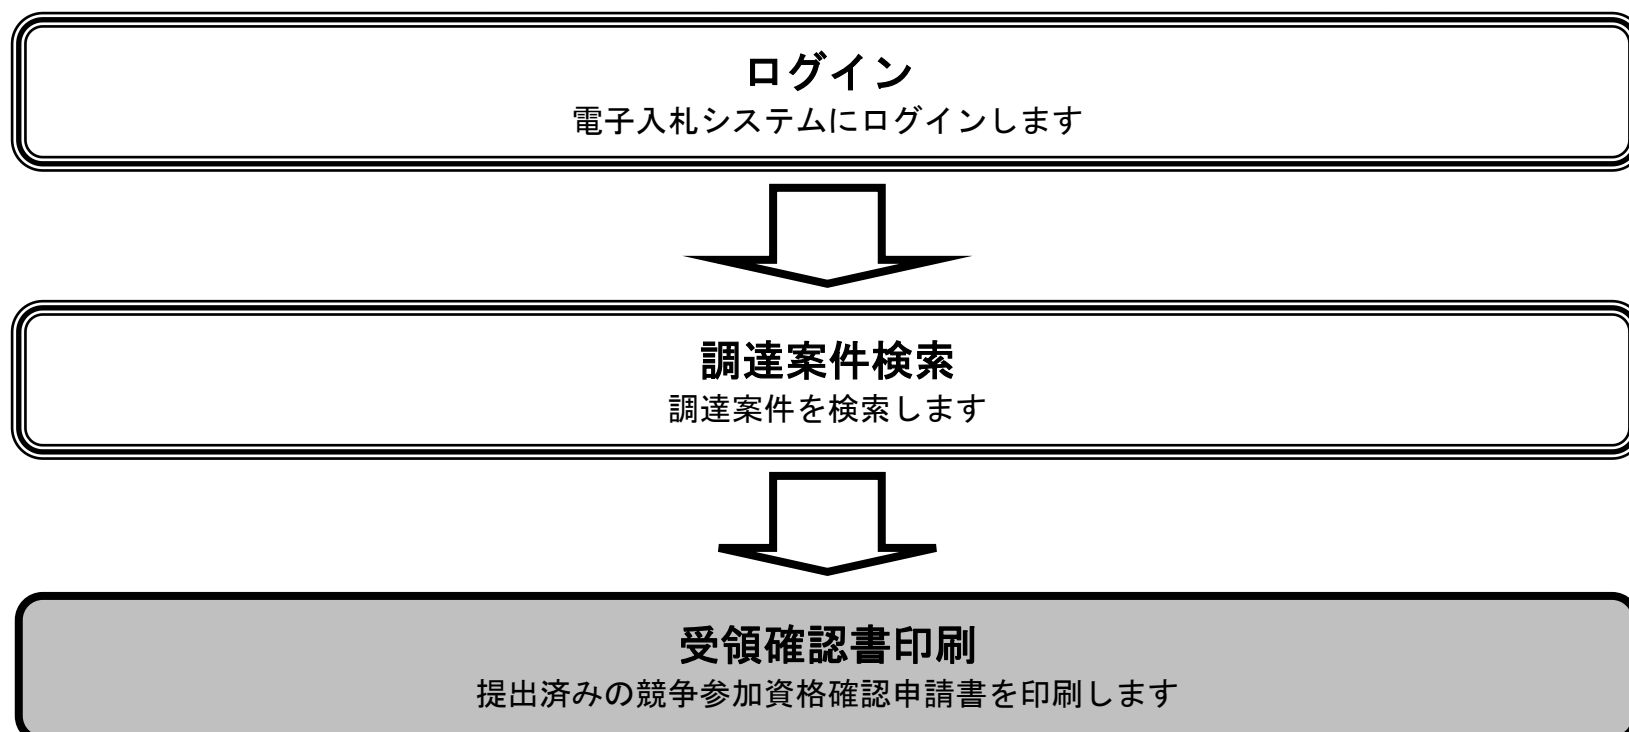 ログイン
電子入札システムにログインします
調達案件検索
調達案件を検索します
受領確認書印刷
提出済みの競争参加資格確認申請書を印刷します